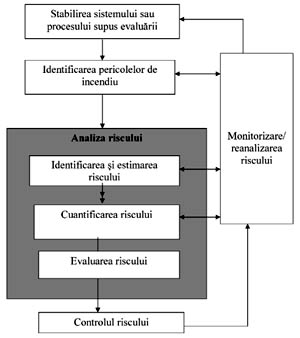 Stabilirea sistemului sau
procesului supus evaluării
Identificarea pericolelor de
incendiu
Analiza riscului
Identificarea şi estimarea
riscului
Cuantificarea riscului
Evaluarea riscului
Controlul riscului
Monitorizare/
reanalizarea
riscului